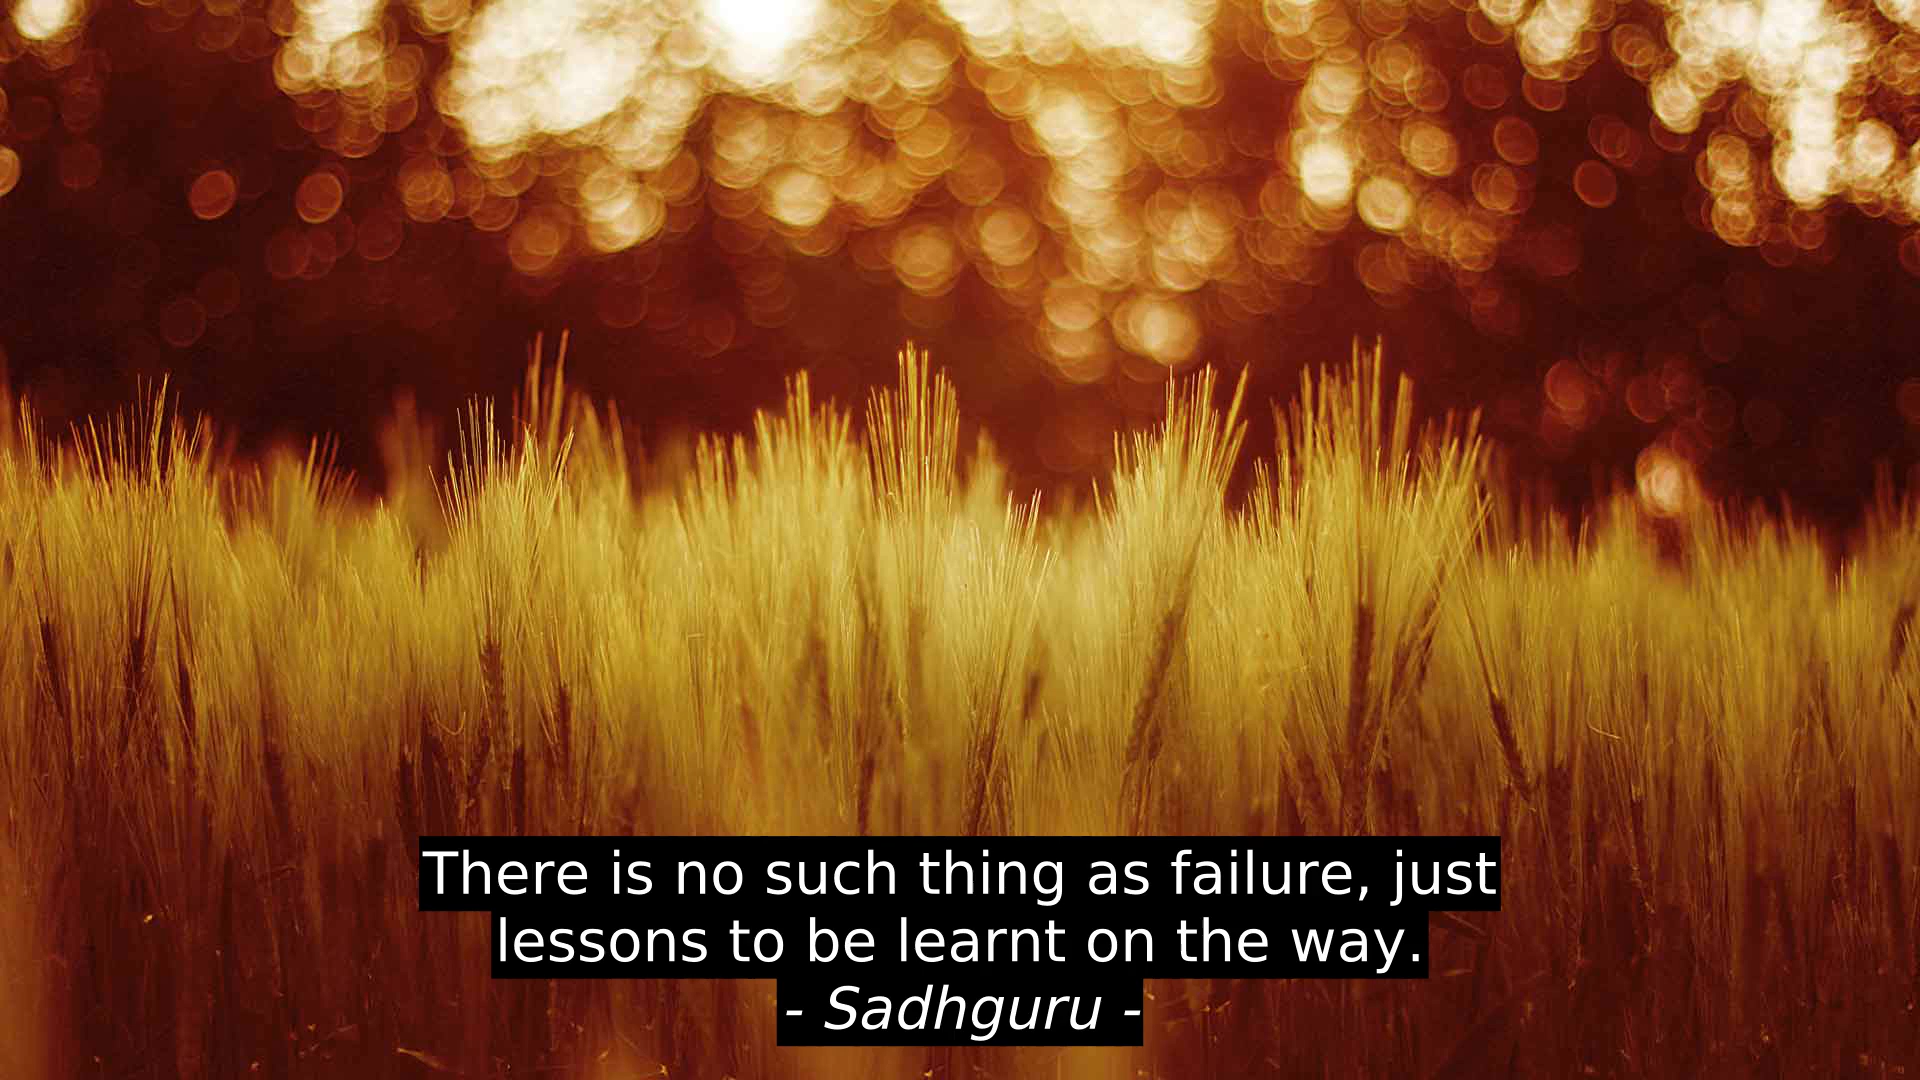 There is no such thing as failure, just
lessons to be learnt on the way.
- Sadhguru -